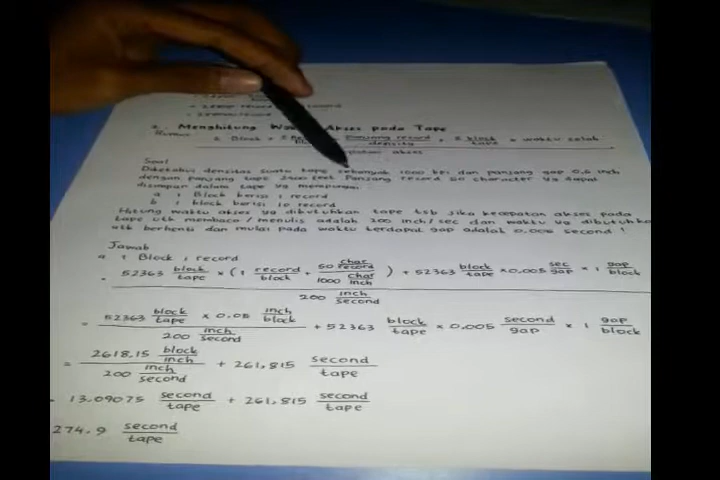 2. Menghitung Akses pada Tape
Rumus
Panjang record
density
# block
tape
+ waktu
akses
Soal
Diketahui densitas suatu tape sebanyak 1000 bpi dan panjang gap 0,6 inch
dengan panjang tape 2400 feet. Panjang record 50 character yg dapat
disimpan dalam tape yg mempunyai
a 1 Block berisi 1 record
b 1 block berisi 10 record
Hitung waktu akses yg dibutuhkan tape tsb jika kecepatan akses pada
tape utk membaca / menulis adalah 200 inch/sec dan waktu yg dibutuhkan
utk berhenti dan mulai pada waktu terdapat gap adalah 0.005 second !
Jawab
a 1 Block, 1 record
= 52363 block/tape × (1 record/block + 50 char/record / 1000 char/inch) + 52363 block/tape × 0.005 sec/gap × 1 gap/block
200 inch/second
= 52363 block/tape × 0.05 inch/block + 52363 block/tape × 0.005 second/gap × 1 gap/block
200 inch/second
= 2618.15 block/inch + 261,815 second/tape
200 inch/second
= 13.09075 second/tape + 261,815 second/tape
274.9 second/tape